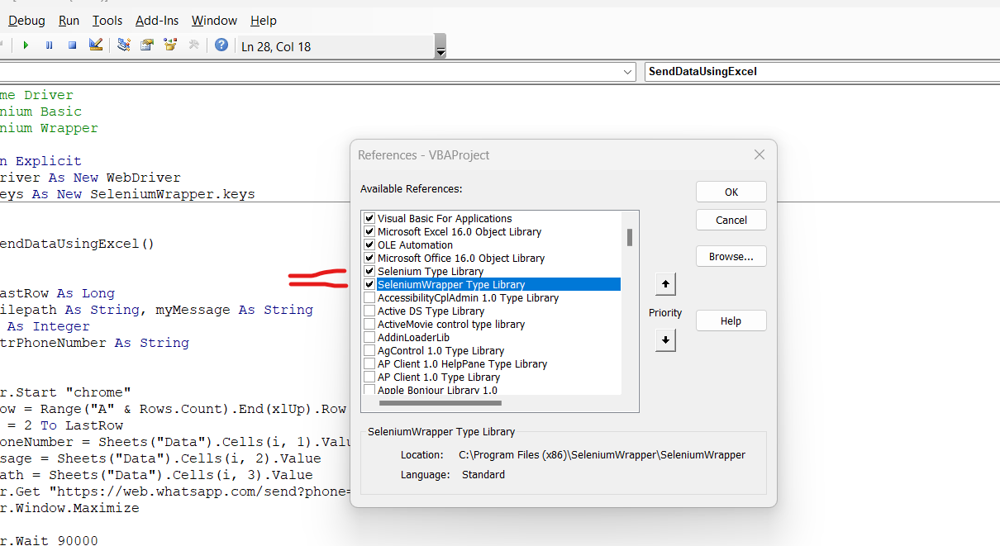 Debug Run Tools Add-Ins Window Help
Ln 28, Col 18
SendDataUsingExcel
me Driver
nium Basic
nium Wrapper
n Explicit
river As New WebDriver
eys As New SeleniumWrapper.keys
endDataUsingExcel()
astRow As Long
ilepath As String, myMessage As String
As Integer
trPhoneNumber As String
r.Start "chrome"
ow = Range("A" & Rows.Count).End(xlUp).Row
= 2 To LastRow
oneNumber = Sheets("Data").Cells(i, 1).Valu
sage = Sheets("Data").Cells(i, 2).Value
ath = Sheets("Data").Cells(i, 3).Value
r.Get "https://web.whatsapp.com/send?phone=
r.Window.Maximize
r.Wait 90000
References - VBAProject
Available References:
Visual Basic For Applications
Microsoft Excel 16.0 Object Library
OLE Automation
Microsoft Office 16.0 Object Library
Selenium Type Library
SeleniumWrapper Type Library
AccessibilityCplAdmin 1.0 Type Library
Active DS Type Library
ActiveMovie control type library
AddinLoaderLib
AgControl 1.0 Type Library
AP Client 1.0 HelpPane Type Library
AP Client 1.0 Type Library
Apple Bonjour Library 1.0
OK
Cancel
Browse...
Priority
Help
SeleniumWrapper Type Library
Location: C:\Program Files (x86)\SeleniumWrapper\SeleniumWrapper
Language: Standard